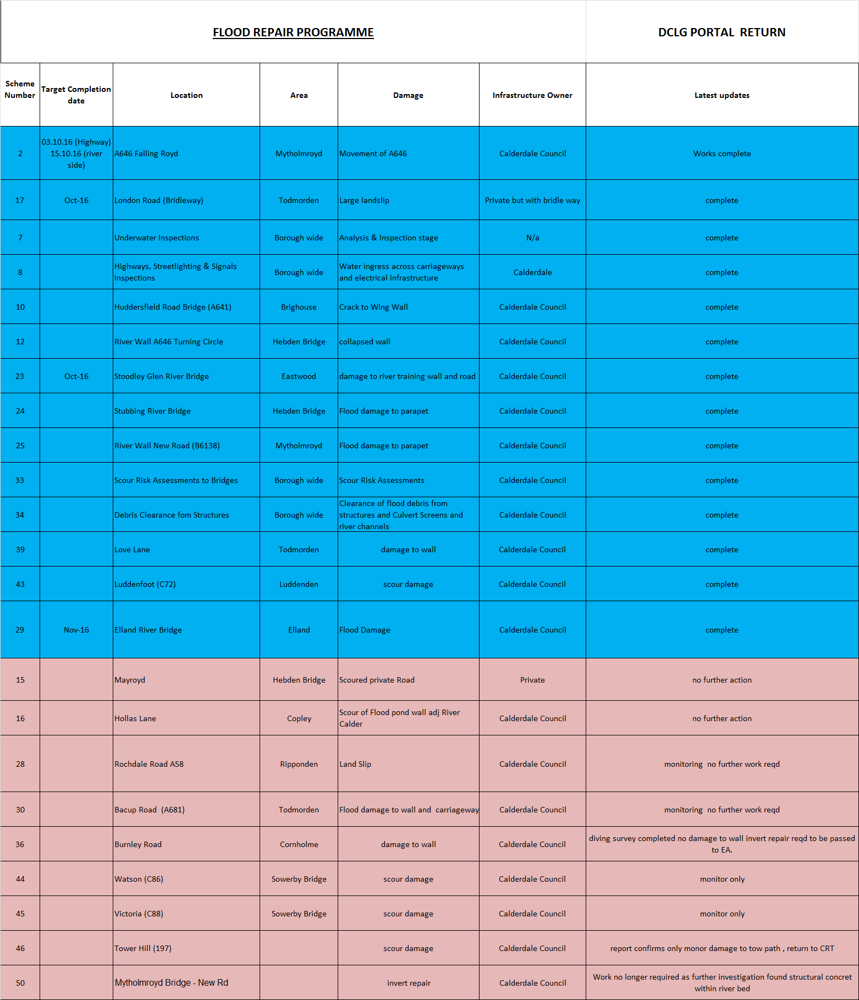 FLOOD REPAIR PROGRAMME
DCLG PORTAL  RETURN
Scheme
Number
Target Completion
date
Location
Area
Damage
Infrastructure Owner
Latest updates
2
03.10.16 (Highway)
15.10.16 (river
side)
A646 Falling Royd
Mytholmroyd
Movement of A646
Calderdale Council
Works complete
17
Oct-16
London Road (Bridleway)
Todmorden
Large landslip
Private but with bridle way
complete
7
Underwater Inspections
Borough wide
Analysis & Inspection stage
N/a
complete
8
Highways, Streetlighting & Signals
Inspections
Borough wide
Water ingress across carriageways
and electrical infrastructure
Calderdale
complete
10
Huddersfield Road Bridge (A641)
Brighouse
Crack to Wing Wall
Calderdale Council
complete
12
River Wall A646 Turning Circle
Hebden Bridge
collapsed wall
Calderdale Council
complete
23
Oct-16
Stoodley Glen River Bridge
Eastwood
damage to river training wall and road
Calderdale Council
complete
24
Stubbing River Bridge
Hebden Bridge
Flood damage to parapet
Calderdale Council
complete
25
River Wall New Road (B6138)
Mytholmroyd
Flood damage to parapet
Calderdale Council
complete
33
Scour Risk Assessments to Bridges
Borough wide
Scour Risk Assessments
Calderdale Council
complete
34
Debris Clearance fom Structures
Borough wide
Clearance of flood debris from
structures and Culvert Screens and
river channels
Calderdale Council
complete
39
Love Lane
Todmorden
damage to wall
Calderdale Council
complete
43
Luddenfoot (C72)
Luddenden
scour damage
Calderdale Council
complete
29
Nov-16
Elland River Bridge
Elland
Flood Damage
Calderdale Council
complete
15
Mayroyd
Hebden Bridge
Scoured private Road
Private
no further action
16
Hollas Lane
Copley
Scour of Flood pond wall adj River
Calder
Calderdale Council
no further action
28
Rochdale Road A58
Ripponden
Land Slip
Calderdale Council
monitoring  no further work reqd
30
Bacup Road  (A681)
Todmorden
Flood damage to wall and  carriageway
Calderdale Council
monitoring  no further work reqd
36
Burnley Road
Cornholme
damage to wall
Calderdale Council
diving survey completed no damage to wall invert repair reqd to be passed
to EA.
44
Watson (C86)
Sowerby Bridge
scour damage
Calderdale Council
monitor only
45
Victoria (C88)
Sowerby Bridge
scour damage
Calderdale Council
monitor only
46
Tower Hill (197)
scour damage
Calderdale Council
report confirms only monor damage to tow path , return to CRT
50
Mytholmroyd Bridge - New Rd
invert repair
Calderdale Council
Work no longer required as further investigation found structural concret
within river bed